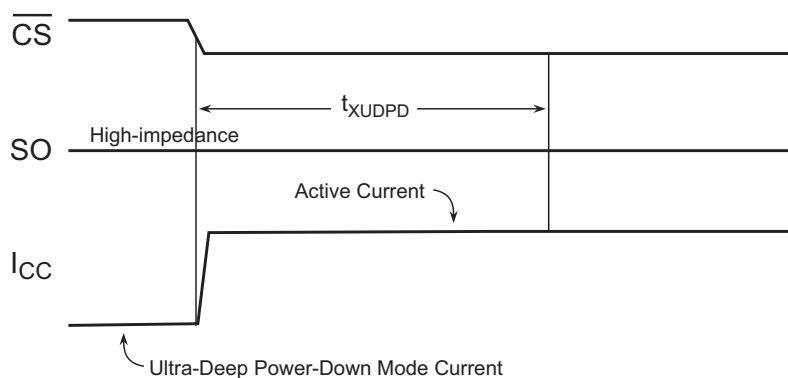 CS
tXUDPD
High-impedance
SO
Active Current
ICC
Ultra-Deep Power-Down Mode Current